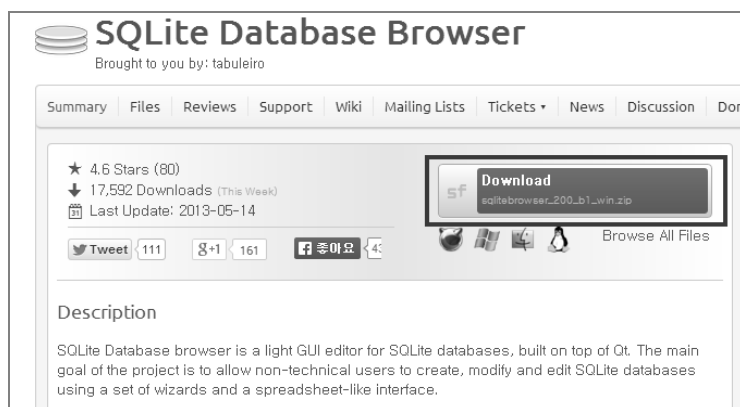 SQLite Database Browser
Brought to you by: tabuleiro
Summary Files Reviews Support Wiki Mailing Lists Tickets ▾ News Discussion Don
★ 4.6 Stars (80)
17,592 Downloads (This Week)
31 Last Update: 2013-05-14
sf Download
sqlitebrowser_200_b1_win.zip
Tweet 111 g+1 161 f 좋아요 43
Browse All Files
Description
SQLite Database browser is a light GUI editor for SQLite databases, built on top of Qt. The main
goal of the project is to allow non-technical users to create, modify and edit SQLite databases
using a set of wizards and a spreadsheet-like interface.